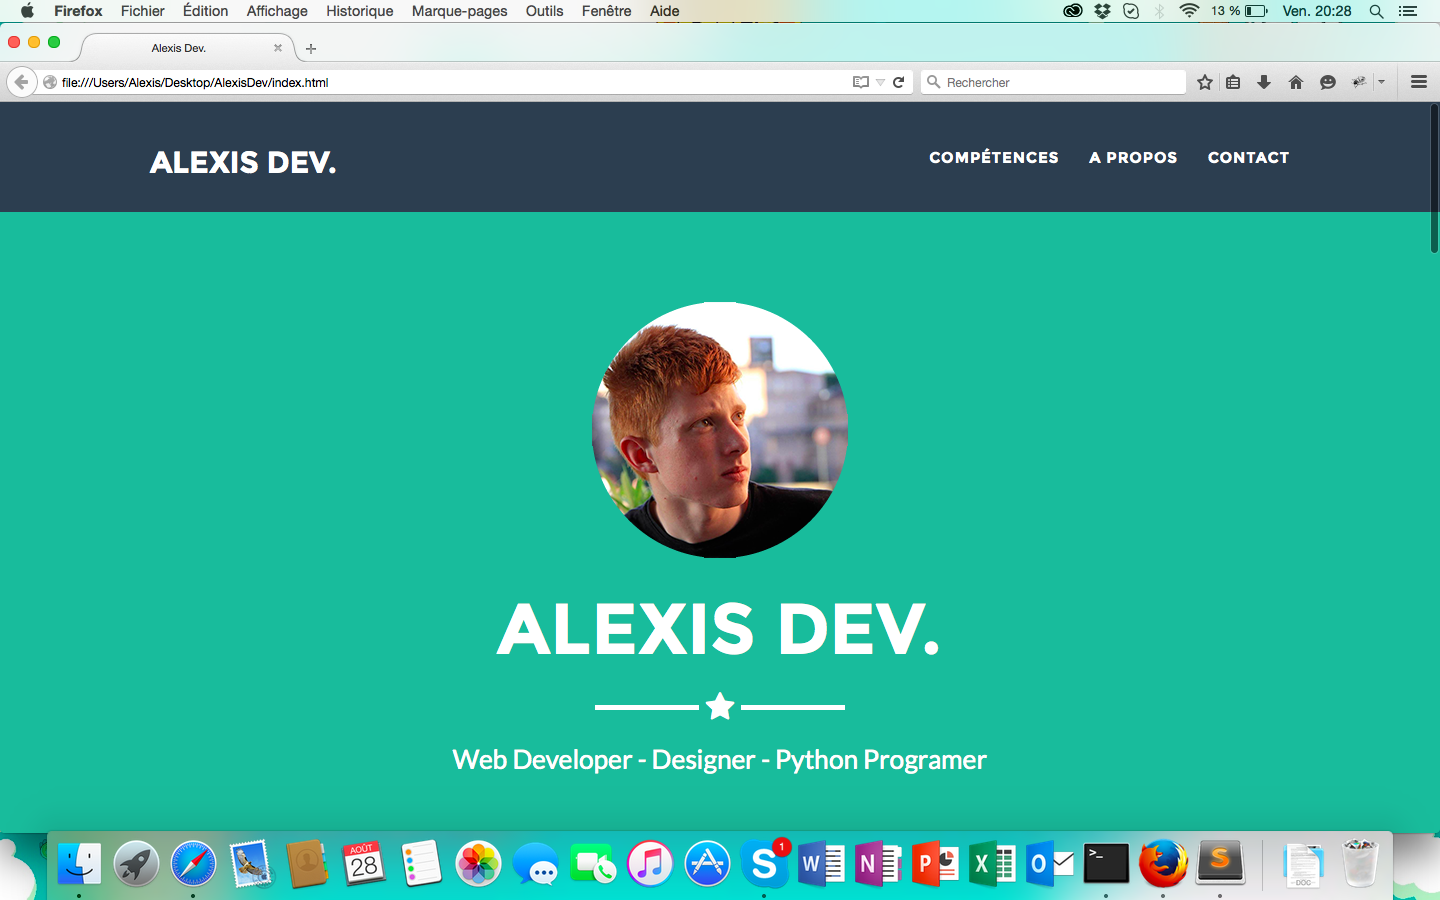 Firefox Fichier Édition Affichage Historique Marque-pages Outils Fenêtre Aide 13 % Ven. 20:28
Alexis Dev.
file:///Users/Alexis/Desktop/AlexisDev/index.html Rechercher
ALEXIS DEV. COMPÉTENCES A PROPOS CONTACT
ALEXIS DEV.
Web Developer - Designer - Python Programer
AOÛT
28
1
W N P X O S
>_
DOC